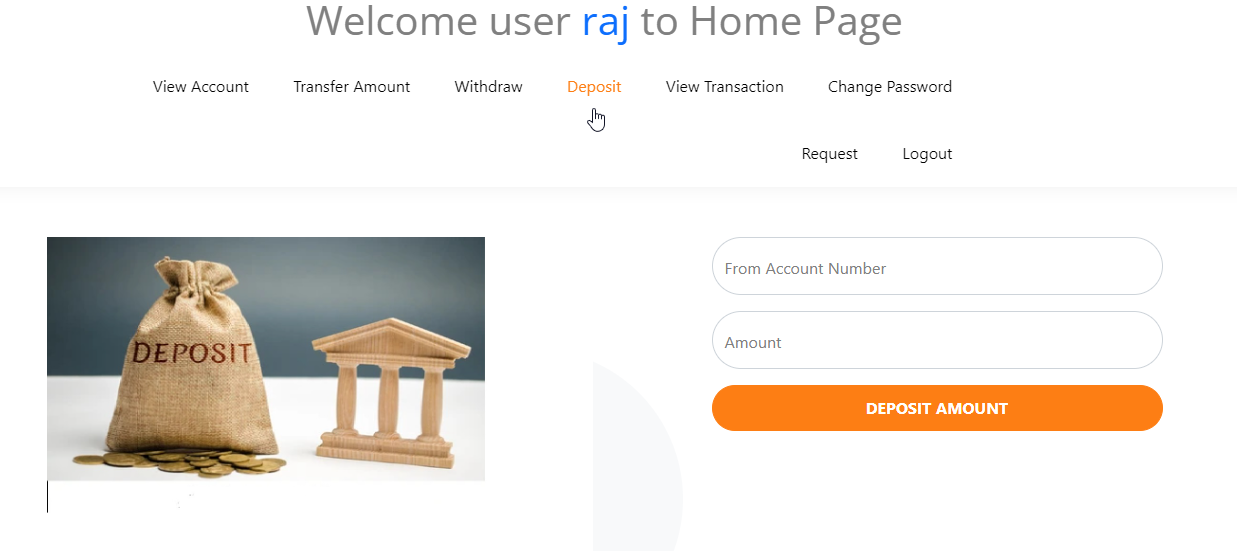 Welcome user raj to Home Page
View Account Transfer Amount Withdraw Deposit View Transaction Change Password
Request Logout
DEPOSIT
From Account Number
Amount
DEPOSIT AMOUNT